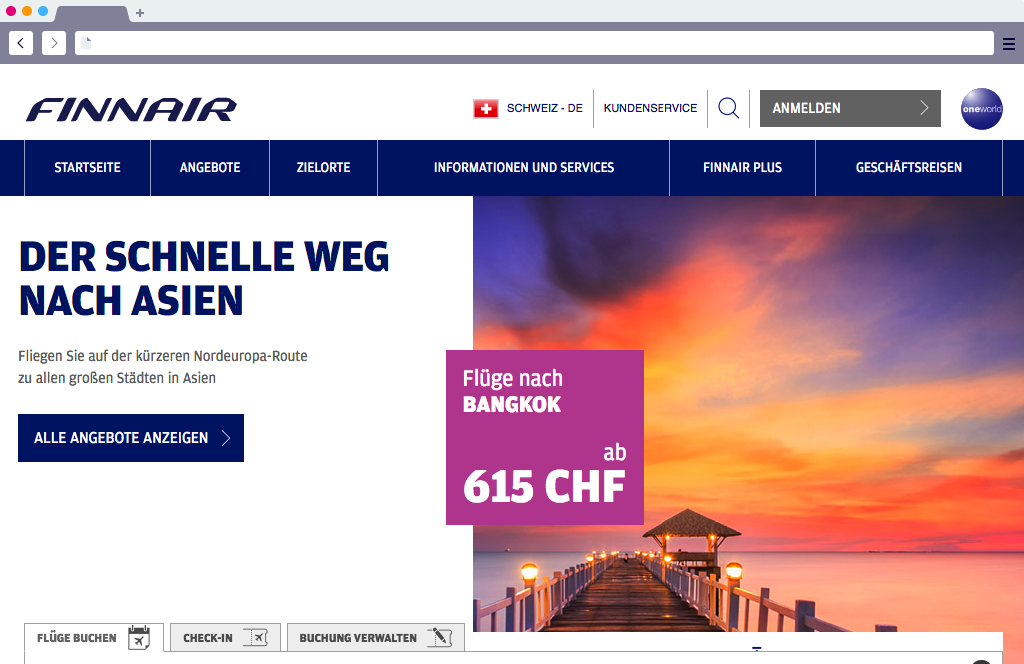 FINNAIR
SCHWEIZ - DE
KUNDENSERVICE
ANMELDEN
oneworld
STARTSEITE
ANGEBOTE
ZIELORTE
INFORMATIONEN UND SERVICES
FINNAIR PLUS
GESCHÄFTSREISEN
DER SCHNELLE WEG
NACH ASIEN
Fliegen Sie auf der kürzeren Nordeuropa-Route
zu allen großen Städten in Asien
ALLE ANGEBOTE ANZEIGEN
Flüge nach
BANGKOK
ab
615 CHF
FLÜGE BUCHEN
CHECK-IN
BUCHUNG VERWALTEN